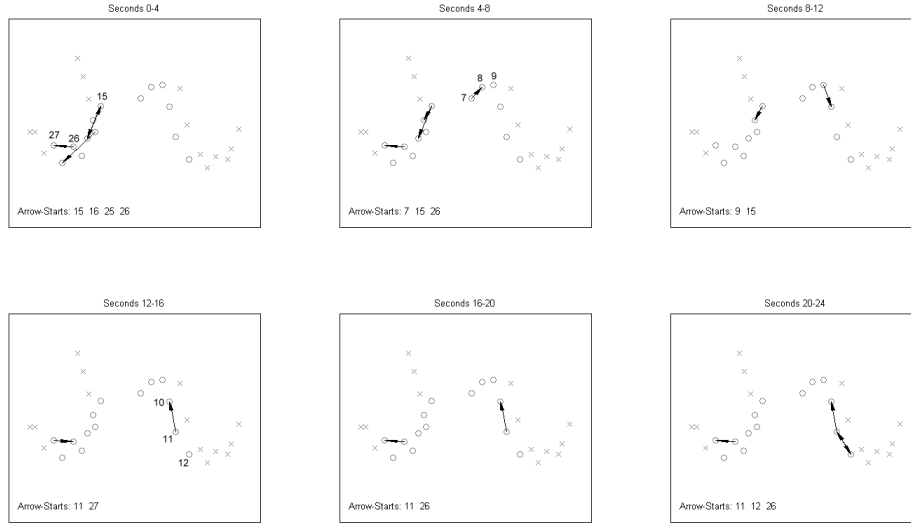 Seconds 0-4
15
27
26
Arrow-Starts: 15 16 25 26
Seconds 4-8
8
9
7
Arrow-Starts: 7 15 26
Seconds 8-12
Arrow-Starts: 9 15
Seconds 12-16
10
11
12
Arrow-Starts: 11 27
Seconds 16-20
Arrow-Starts: 11 26
Seconds 20-24
Arrow-Starts: 11 12 26